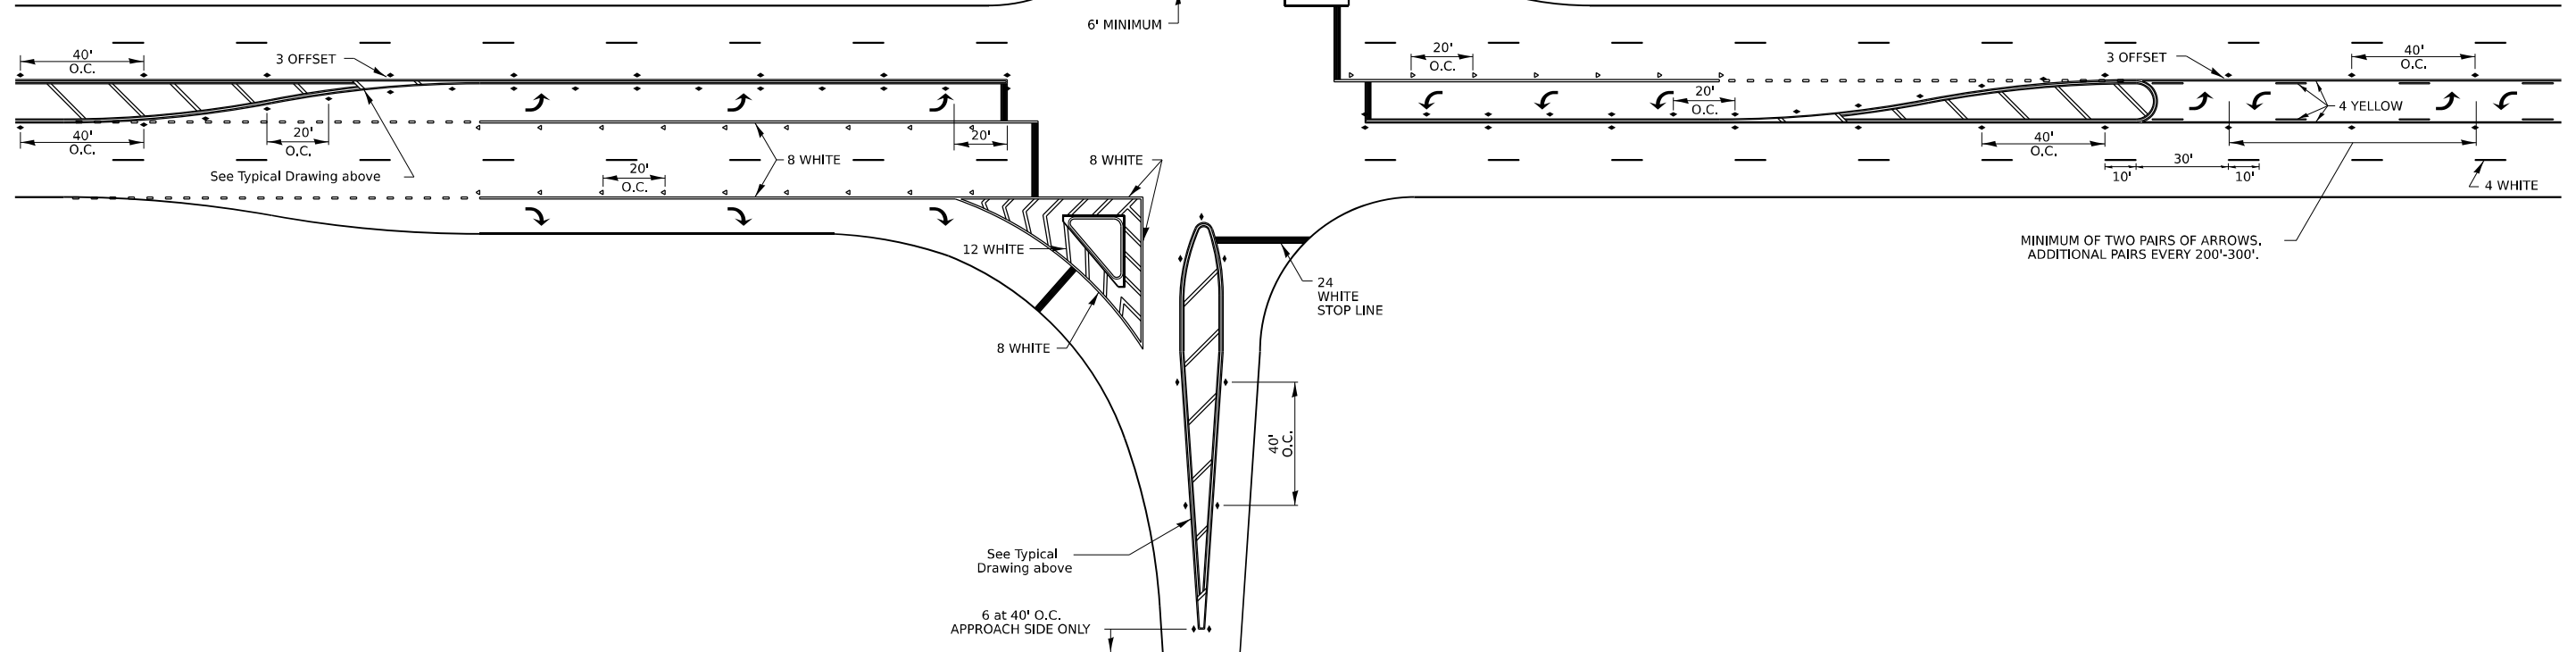 6' MINIMUM
40'
O.C.
3 OFFSET
20'
O.C.
3 OFFSET
40'
O.C.
40'
O.C.
20'
O.C.
See Typical Drawing above
20'
O.C.
8 WHITE
20'
8 WHITE
20'
O.C.
4 YELLOW
40'
O.C.
10'
30'
10'
4 WHITE
12 WHITE
8 WHITE
24
WHITE
STOP LINE
MINIMUM OF TWO PAIRS OF ARROWS.
ADDITIONAL PAIRS EVERY 200'-300'.
40'
O.C.
See Typical
Drawing above
6 at 40' O.C.
APPROACH SIDE ONLY